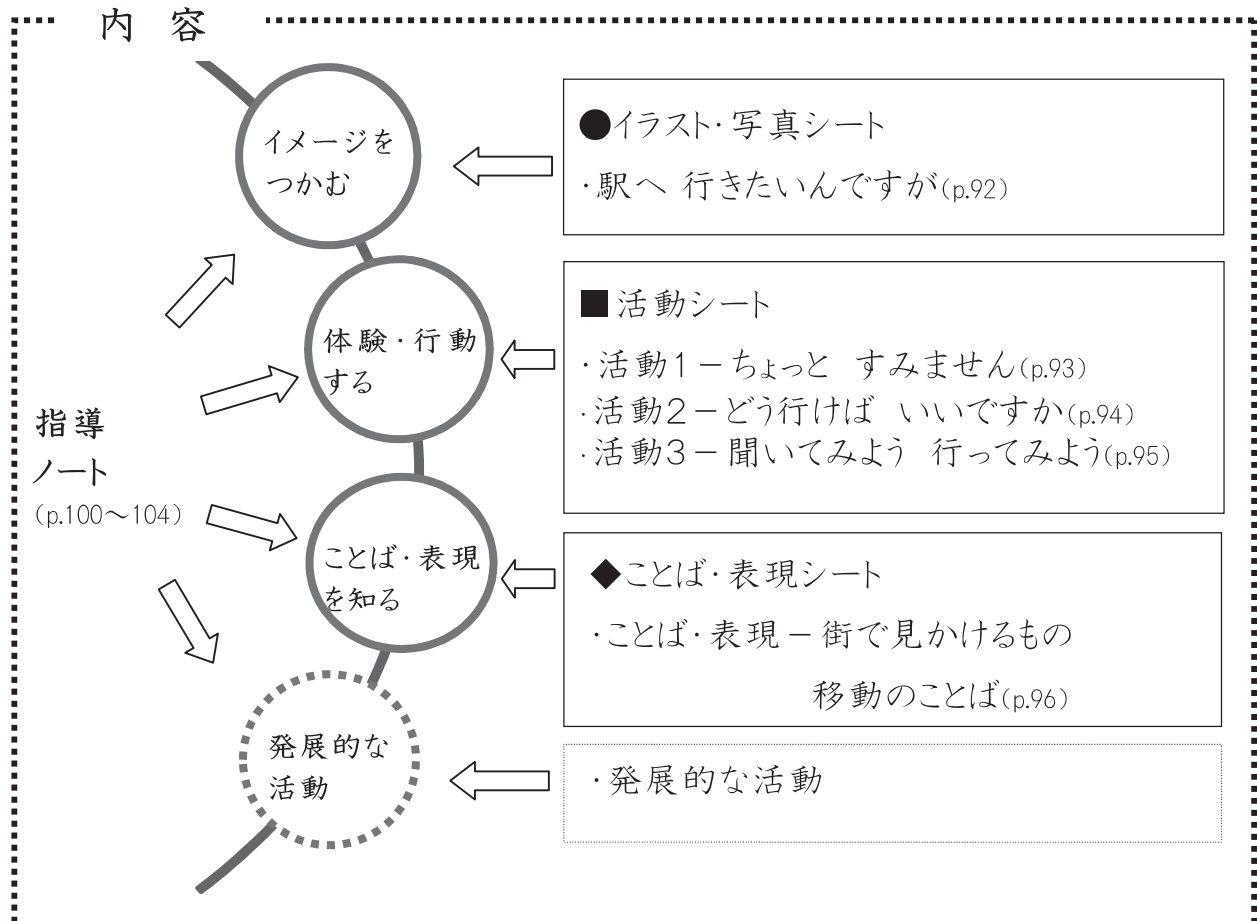 内 容
イメージを
つかむ
●イラスト・写真シート
・駅へ 行きたいんですが(p.92)
体験・行動
する
■活動シート
・活動1－ちょっと すみません(p.93)
・活動2－どう行けば いいですか(p.94)
・活動3－聞いてみよう 行ってみよう(p.95)
指導
ノート
(p.100～104)
ことば・表現
を知る
◆ことば・表現シート
・ことば・表現－街で見かけるもの
移動のことば(p.96)
発展的な
活動
・発展的な活動